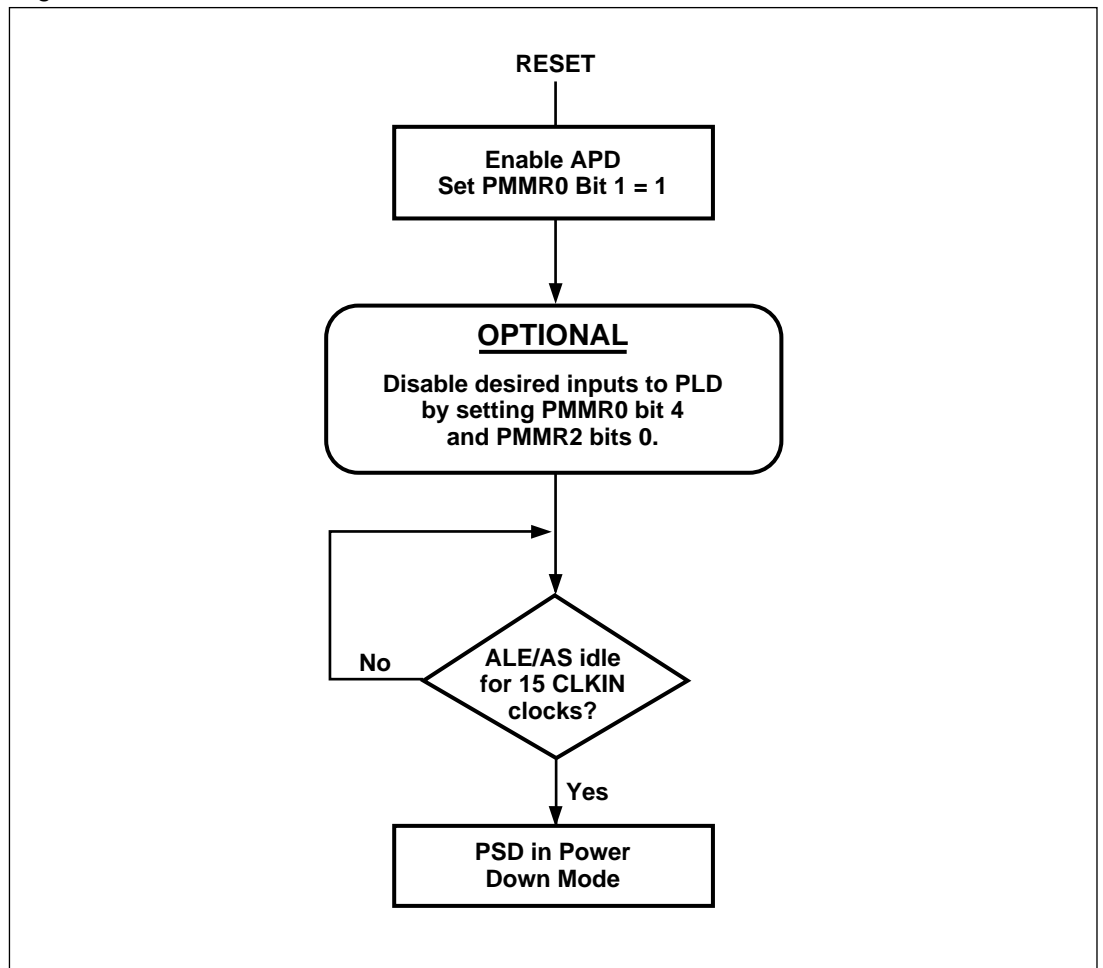 RESET
Enable APD
Set PMMR0 Bit 1 = 1
OPTIONAL
Disable desired inputs to PLD
by setting PMMR0 bit 4
and PMMR2 bits 0.
No
ALE/AS idle
for 15 CLKIN
clocks?
Yes
PSD in Power
Down Mode